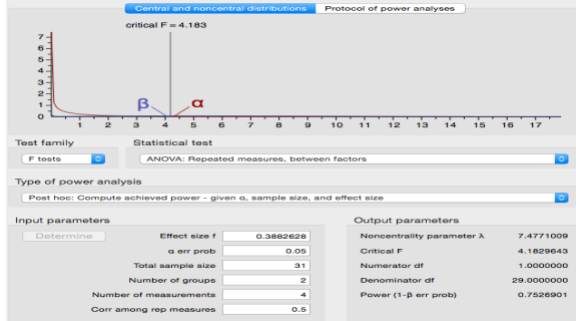 Central and noncentral distributions Protocol of power analyses
critical F = 4.183
7
6
5
4
3
2
1
0
β α
1 2 3 4 5 6 7 8 9 10 11 12 13 14 15 16 17
Test family Statistical test
F tests ANOVA: Repeated measures, between factors
Type of power analysis
Post hoc: Compute achieved power - given α, sample size, and effect size
Input parameters Output parameters
Determine Effect size f 0.3882628 Noncentrality parameter λ 7.4771009
α err prob 0.05 Critical F 4.1829643
Total sample size 31 Numerator df 1.0000000
Number of groups 2 Denominator df 29.0000000
Number of measurements 4 Power (1-β err prob) 0.7526901
Corr among rep measures 0.5